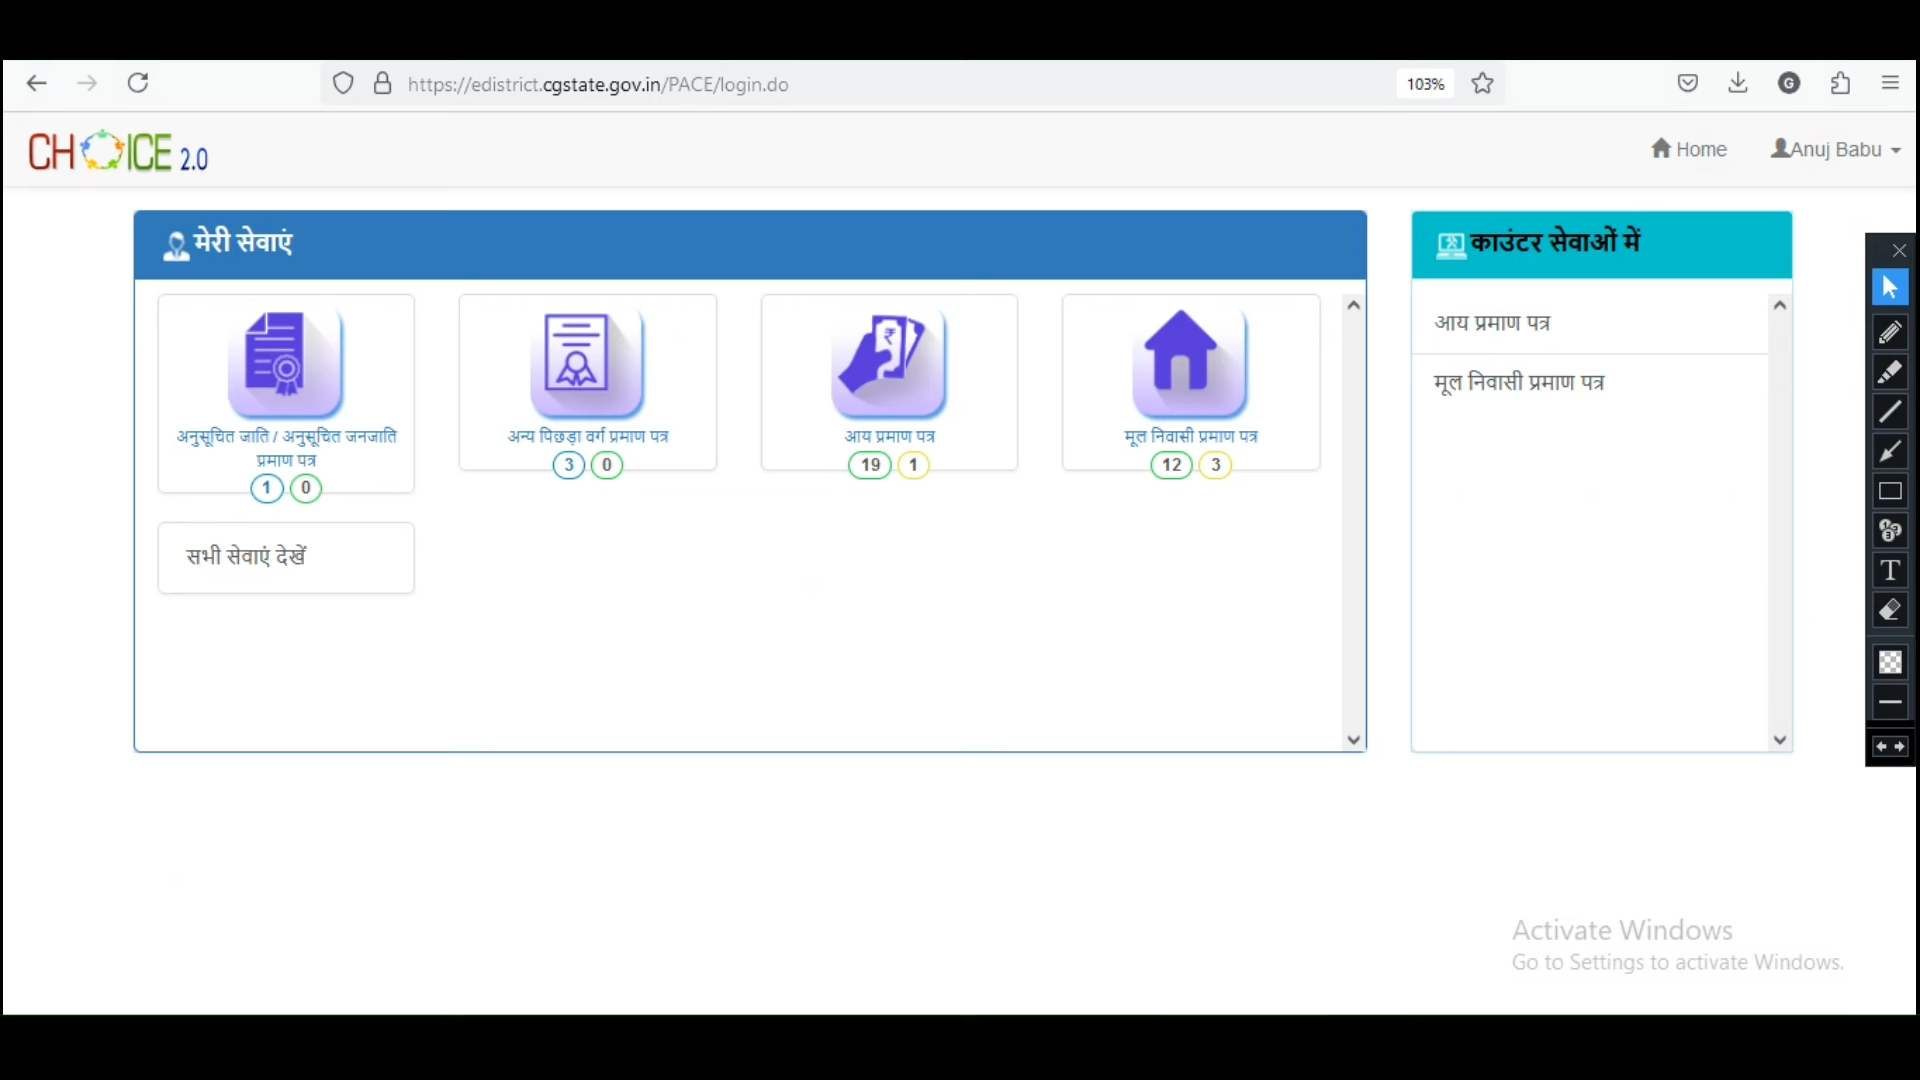 https://edistrict.cgstate.gov.in/PACE/login.do
103%
G
CHOICE 2.0
Home
Anuj Babu
मेरी सेवाएं
काउंटर सेवाओं में
अनुसूचित जाति / अनुसूचित जनजाति
प्रमाण पत्र
1 0
अन्य पिछड़ा वर्ग प्रमाण पत्र
3 0
आय प्रमाण पत्र
19 1
मूल निवासी प्रमाण पत्र
12 3
सभी सेवाएं देखें
आय प्रमाण पत्र
मूल निवासी प्रमाण पत्र
T
Activate Windows
Go to Settings to activate Windows.